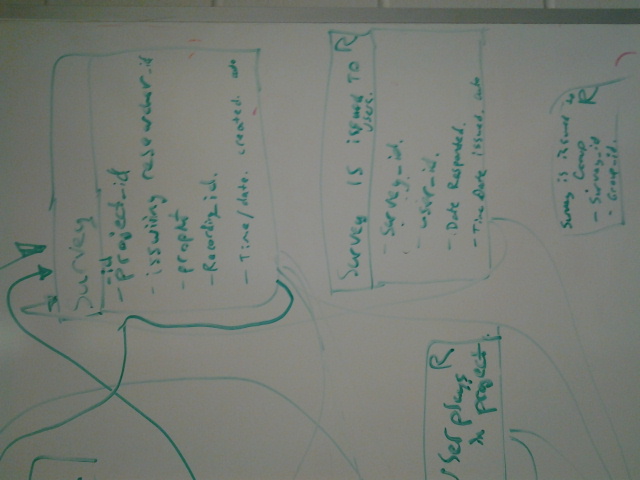 Survey
- id
- project_id
- isswiing researcher_id
- propmt
- Recording_id.
- Time/date. created. auto
Survey is issued TO R
users.
- Survey_id.
- user_id.
- Date Responded.
- Time Date issued. auto
User plays R
in project.
Survey is issued to
Group R
- Survey_id
- Group_id.